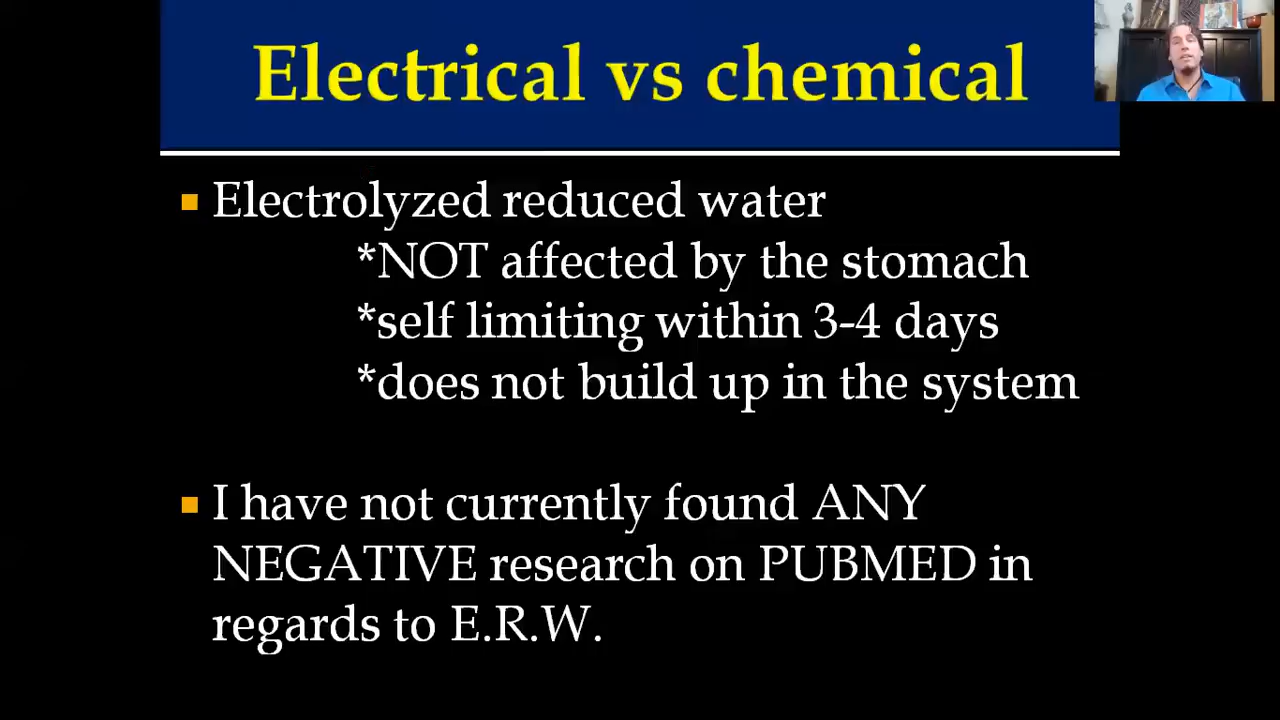 Electrical vs chemical
Electrolyzed reduced water
*NOT affected by the stomach
*self limiting within 3-4 days
*does not build up in the system
I have not currently found ANY
NEGATIVE research on PUBMED in
regards to E.R.W.